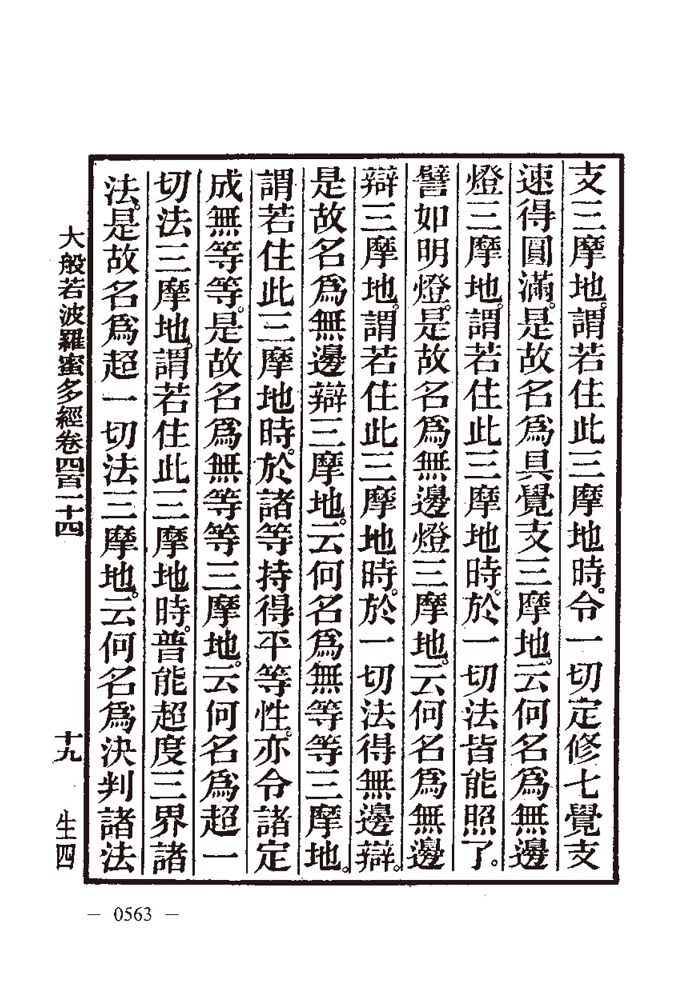 支三摩地。謂若住此三摩地時。令一切定修七覺支
速得圓滿。是故名爲具覺支三摩地。云何名爲無邊
燈三摩地。謂若住此三摩地時。於一切法皆能照了。
譬如明燈。是故名爲無邊燈三摩地。云何名爲無邊
辯三摩地。謂若住此三摩地時。於一切法得無邊辯。
是故名爲無邊辯三摩地。云何名爲無等等三摩地。
謂若住此三摩地時。於諸等持得平等性。亦令諸定
成無等等。是故名爲無等等三摩地。云何名爲超一
切法三摩地。謂若住此三摩地時。普能超度三界諸
法。是故名爲超一切法三摩地。云何名爲決判諸法
大般若波羅蜜多經卷四百一十四 十九 生四
— 0563 —